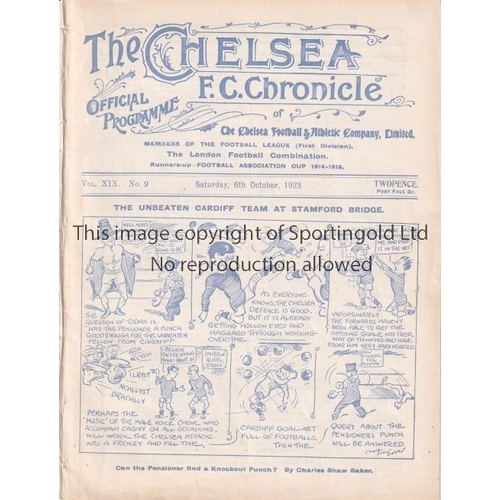 The CHELSEA
F.C. Chronicle
OFFICIAL
PROGRAMME
of
The Chelsea Football & Athletic Company, Limited.
MEMBERS OF THE FOOTBALL LEAGUE (First Division).
The London Football Combination.
Runners-up - FOOTBALL ASSOCIATION CUP 1914-1915.
Vol. XIX. No. 9
Saturday, 6th October, 1923
TWOPENCE,
POST FREE 3D.
THE UNBEATEN CARDIFF TEAM AT STAMFORD BRIDGE.
This image copyright of Sportingold Ltd
No reproduction allowed
THE
QUESTION OF TODAY IS
HAS THE PENSIONER A PUNCH
GOOD ENOUGH FOR THE UNBEATEN
FELLOW FROM CARDIFF?
AS EVERYONE
KNOWS, THE CHELSEA
DEFENCE IS GOOD,
BUT IT IS ALREADY
GETTING HOLLOW EYED AND
HAGGARD THROUGH WORKING
OVERTIME.
UNFORTUNATELY
THE FORWARDS HAVEN'T
BEEN ABLE TO GET THE
OPPOSING GOALIE INTO THEIR
WAY OF THINKING AND HAVE
FOUND HIM VERY HARD HEADED.
PERHAPS THE
"MUSIC" OF THE MALE VOICE CHOIR, WHO
ACCOMPANY CARDIFF ON ALL OCCASIONS,
WILL WORK THE CHELSEA ATTACK
INTO A FRENZY AND FILL THE
CARDIFF GOAL-NET
FULL OF FOOTBALLS, THEN THE
QUERY ABOUT THE
PENSIONERS PUNCH
WILL BE ANSWERED.
Can the Pensioner find a Knockout Punch? By Charles Shaw Baker.